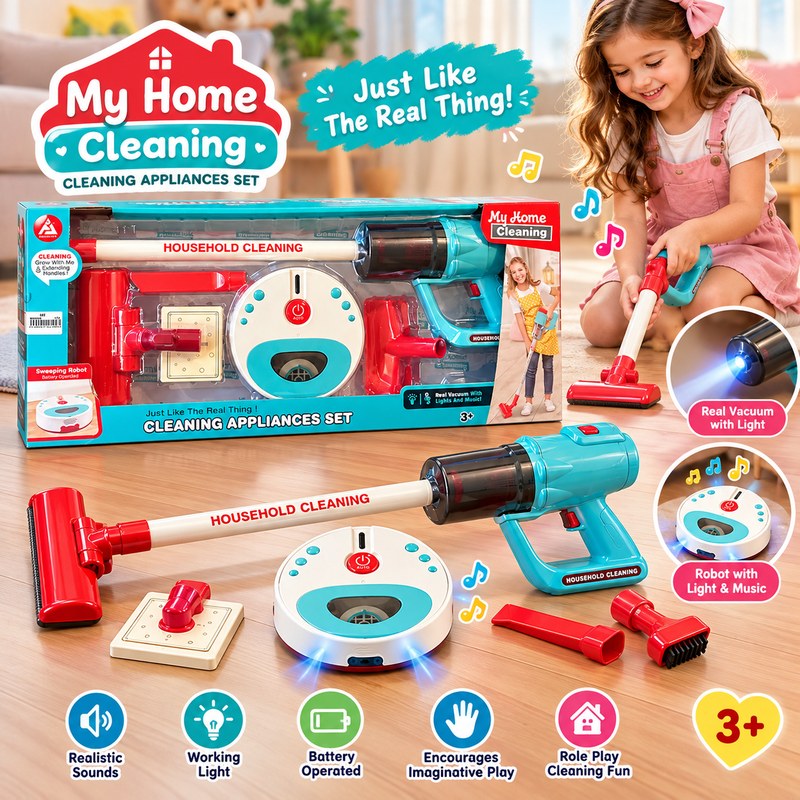 My Home
Cleaning
CLEANING APPLIANCES SET
Just Like
The Real Thing!
CLEANING
Grow With Me
& Extending
Handles!
HOUSEHOLD CLEANING
My Home
Cleaning
AUTO
HOUSEHOLD
Sweeping Robot
Battery Operated
Just Like The Real Thing !
CLEANING APPLIANCES SET
Real Vacuum With
Lights And Music!
3+
Real Vacuum
with Light
HOUSEHOLD CLEANING
AUTO
HOUSEHOLD CLEANING
Robot with
Light & Music
Realistic
Sounds
Working
Light
Battery
Operated
Encourages
Imaginative Play
Role Play
Cleaning Fun
3+